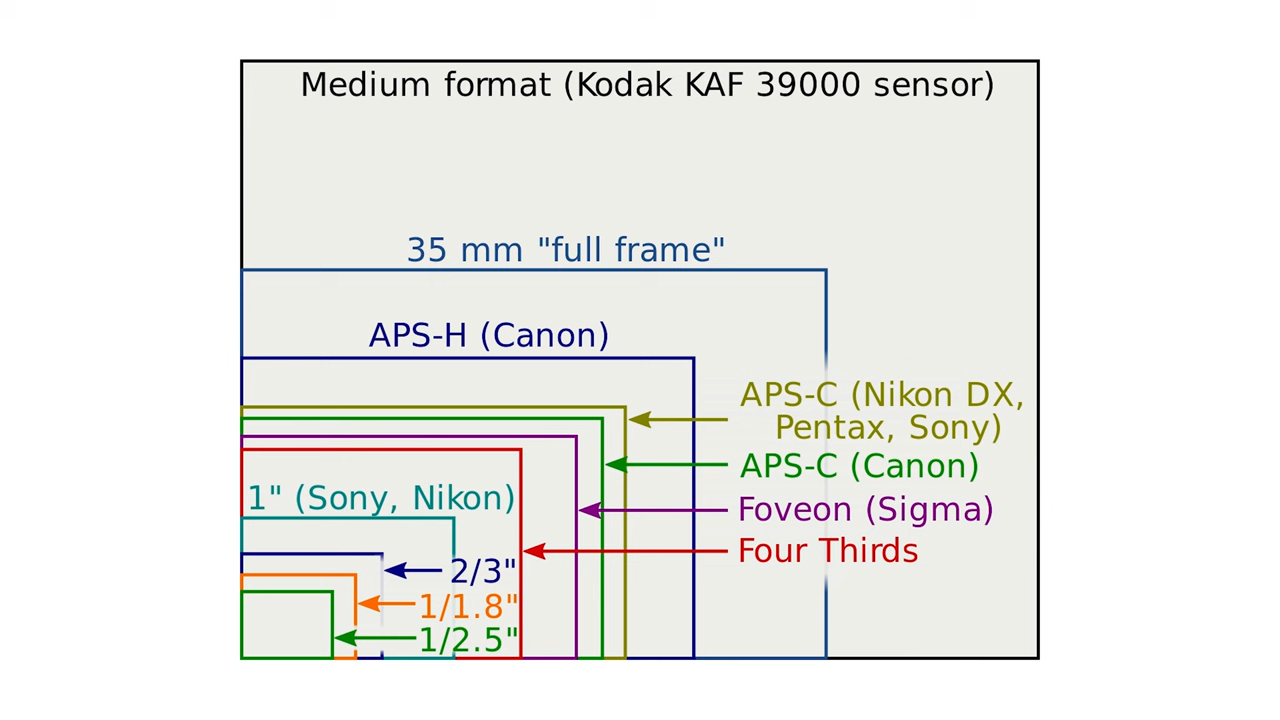 Medium format (Kodak KAF 39000 sensor)
35 mm "full frame"
APS-H (Canon)
APS-C (Nikon DX,
Pentax, Sony)
APS-C (Canon)
Foveon (Sigma)
Four Thirds
1" (Sony, Nikon)
2/3"
1/1.8"
1/2.5"